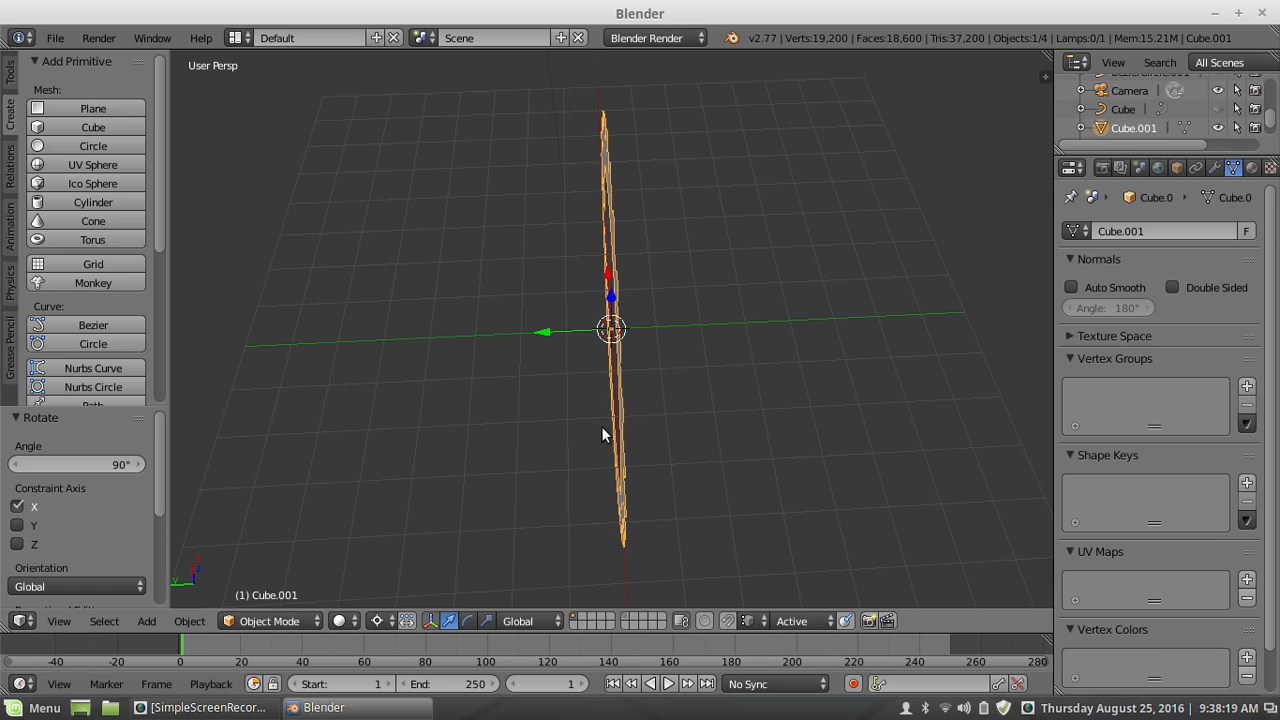 Blender
File Render Window Help Default Scene Blender Render v2.77 | Verts:19,200 | Faces:18,600 | Tris:37,200 | Objects:1/4 | Lamps:0/1 | Mem:15.21M | Cube.001
Tools
Create
Relations
Animation
Physics
Grease Pencil
Add Primitive
Mesh:
Plane
Cube
Circle
UV Sphere
Ico Sphere
Cylinder
Cone
Torus
Grid
Monkey
Curve:
Bezier
Circle
Nurbs Curve
Nurbs Circle
Path
Rotate
Angle
90°
Constraint Axis
X
Y
Z
Orientation
Global
User Persp
(1) Cube.001
View Select Add Object Object Mode Global Active
View Search All Scenes
Camera
Cube
Cube.001
Cube.0 Cube.0
Cube.001 F
Normals
Auto Smooth Double Sided
Angle: 180°
Texture Space
Vertex Groups
Shape Keys
UV Maps
Vertex Colors
-40 -20 0 20 40 60 80 100 120 140 160 180 200 220 240 260 280
View Marker Frame Playback Start: 1 End: 250 1 No Sync
Menu [SimpleScreenRecor... Blender Thursday August 25, 2016 9:38:19 AM